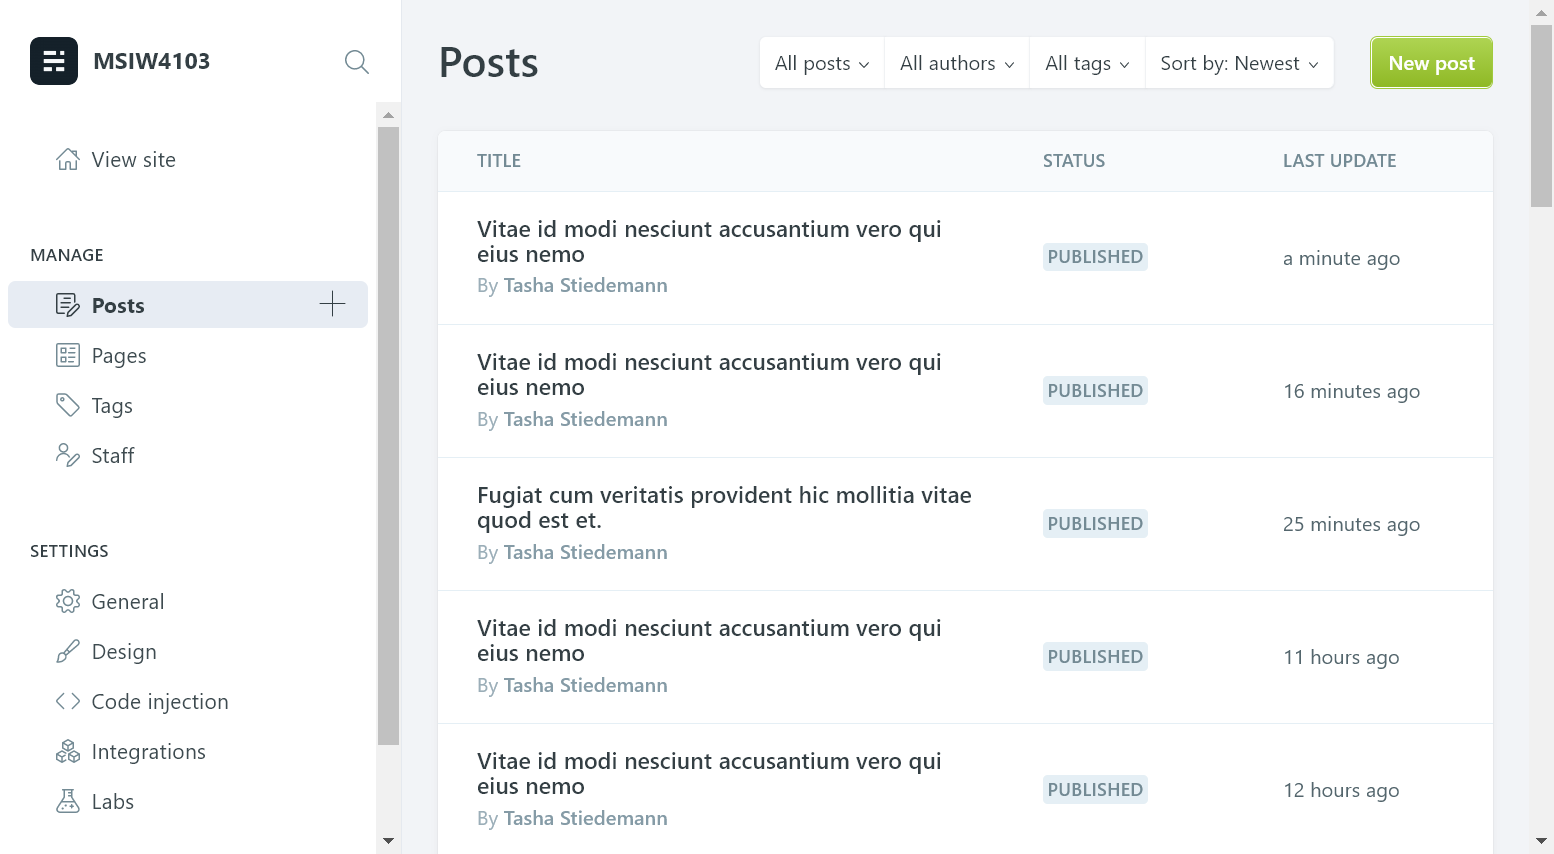 MSIW4103
View site
MANAGE
Posts
Pages
Tags
Staff
SETTINGS
General
Design
Code injection
Integrations
Labs
Posts
All posts
All authors
All tags
Sort by: Newest
New post
TITLE
STATUS
LAST UPDATE
Vitae id modi nesciunt accusantium vero qui
eius nemo
By Tasha Stiedemann
PUBLISHED
a minute ago
Vitae id modi nesciunt accusantium vero qui
eius nemo
By Tasha Stiedemann
PUBLISHED
16 minutes ago
Fugiat cum veritatis provident hic mollitia vitae
quod est et.
By Tasha Stiedemann
PUBLISHED
25 minutes ago
Vitae id modi nesciunt accusantium vero qui
eius nemo
By Tasha Stiedemann
PUBLISHED
11 hours ago
Vitae id modi nesciunt accusantium vero qui
eius nemo
By Tasha Stiedemann
PUBLISHED
12 hours ago